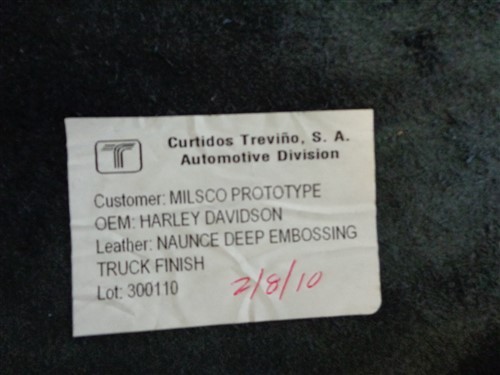 Curtidos Treviño, S. A.
Automotive Division
Customer: MILSCO PROTOTYPE
OEM: HARLEY DAVIDSON
Leather: NAUNCE DEEP EMBOSSING
TRUCK FINISH
Lot: 300110
2/8/10